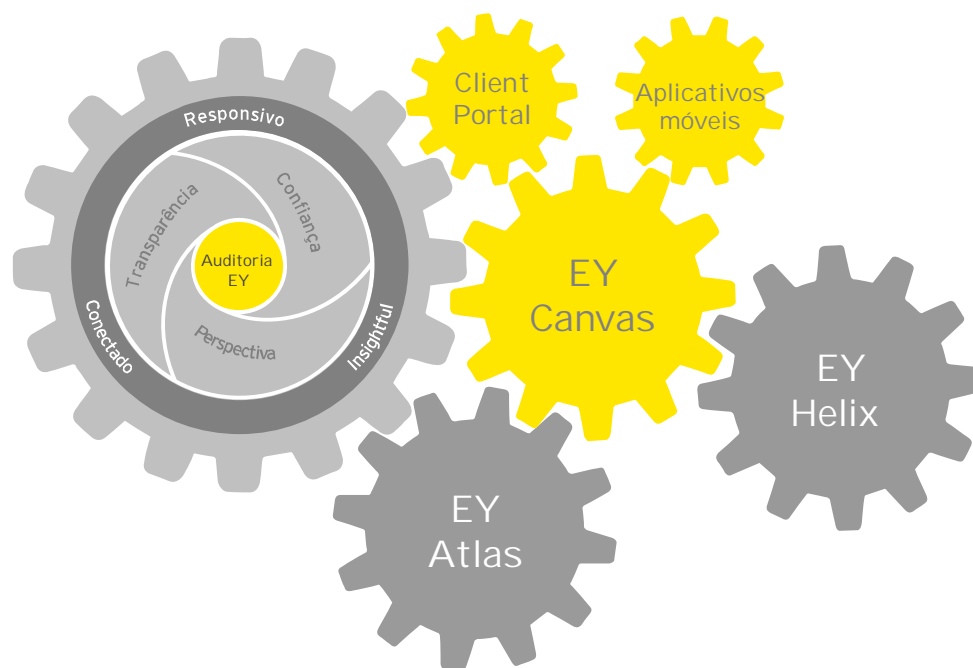 Client
Portal
Aplicativos
móveis
Responsivo
Transparência
Confiança
Auditoria
EY
Perspectiva
Conectado
Insightful
EY
Canvas
EY
Helix
EY
Atlas